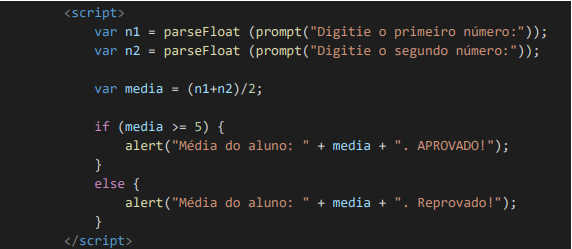 <script>
var n1 = parseFloat (prompt("Digitie o primeiro número:"));
var n2 = parseFloat (prompt("Digitie o segundo número:"));
var media = (n1+n2)/2;
if (media >= 5) {
alert("Média do aluno: " + media + ". APROVADO!");
}
else {
alert("Média do aluno: " + media + ". Reprovado!");
}
</script>